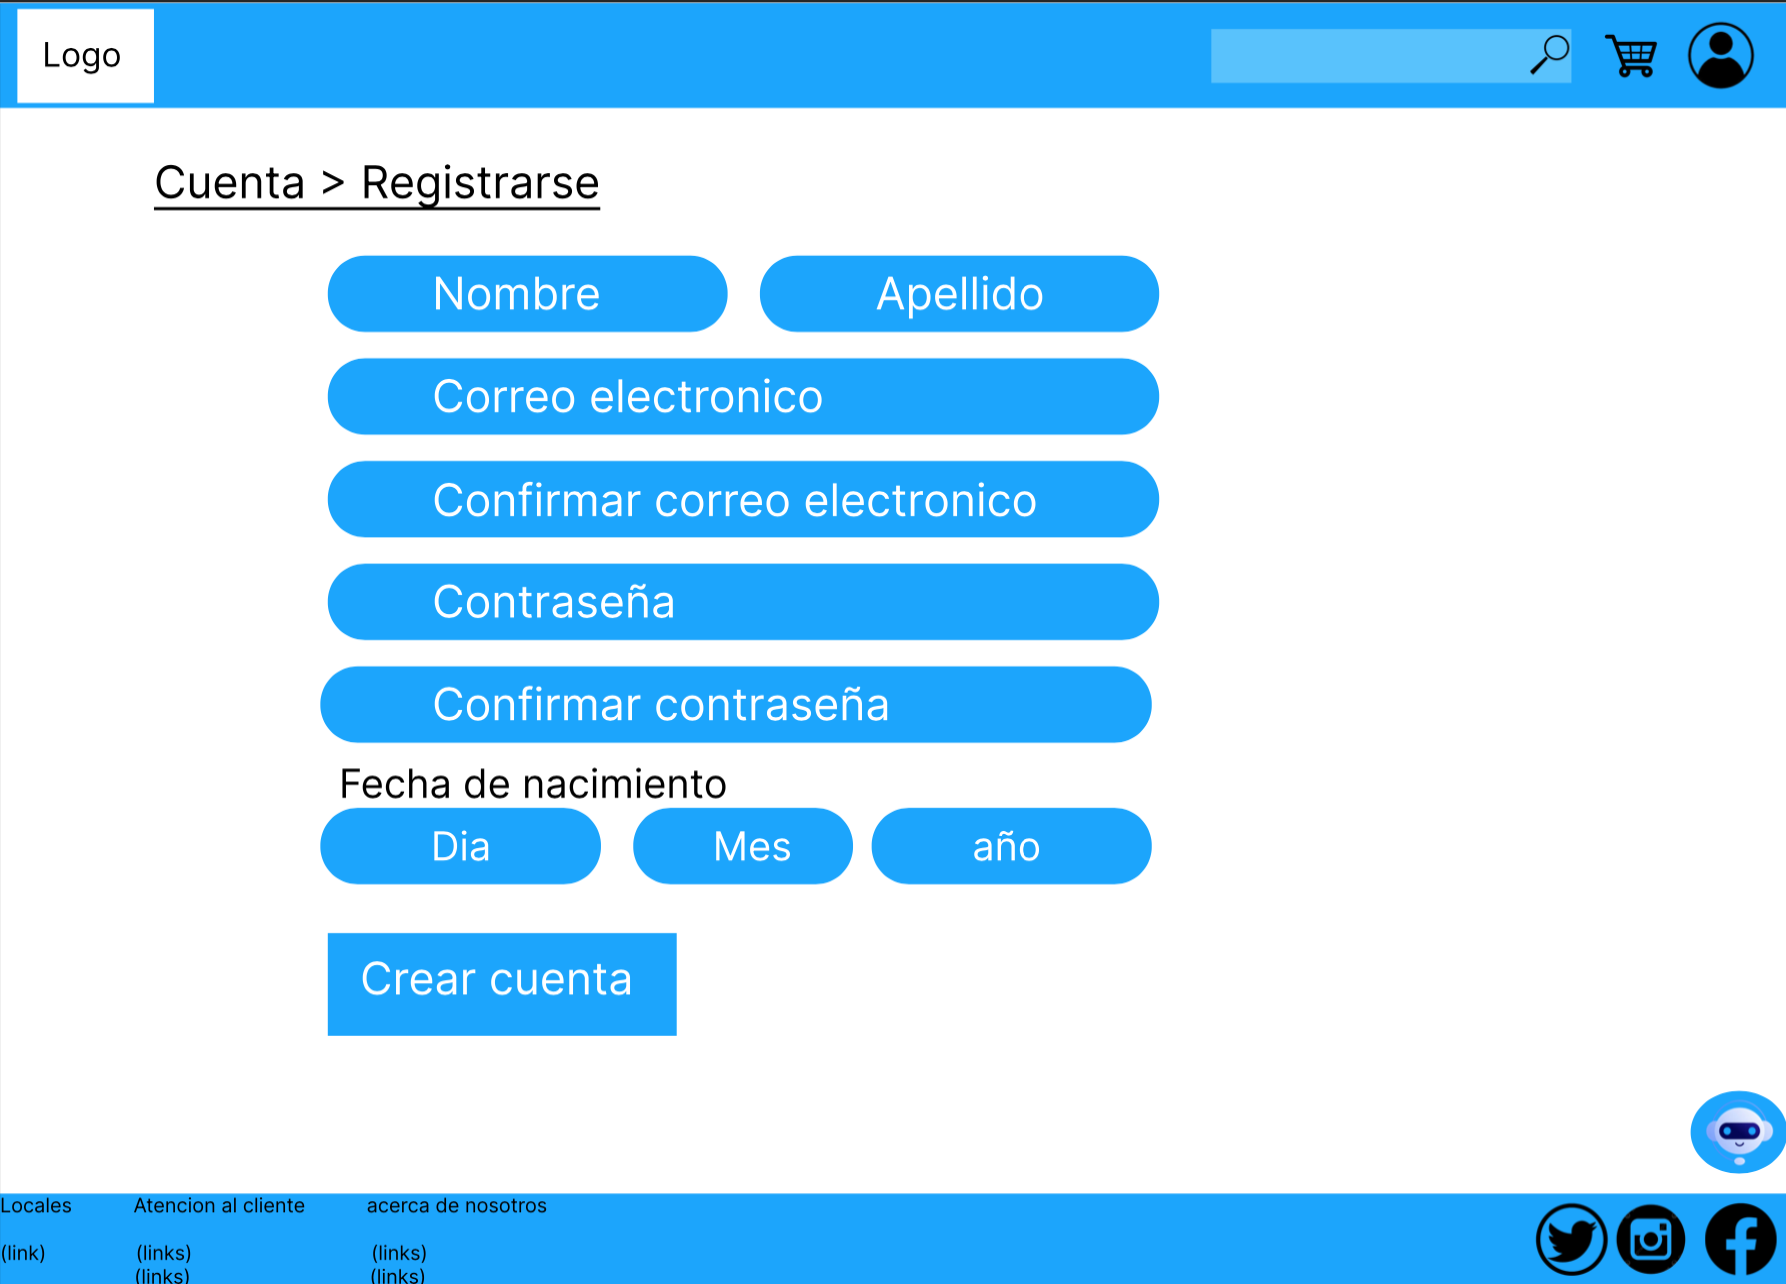 Logo
Cuenta > Registrarse
Nombre Apellido
Correo electronico
Confirmar correo electronico
Contraseña
Confirmar contraseña
Fecha de nacimiento
Dia Mes año
Crear cuenta
Locales Atencion al cliente acerca de nosotros
(link) (links) (links)
(links) (links)